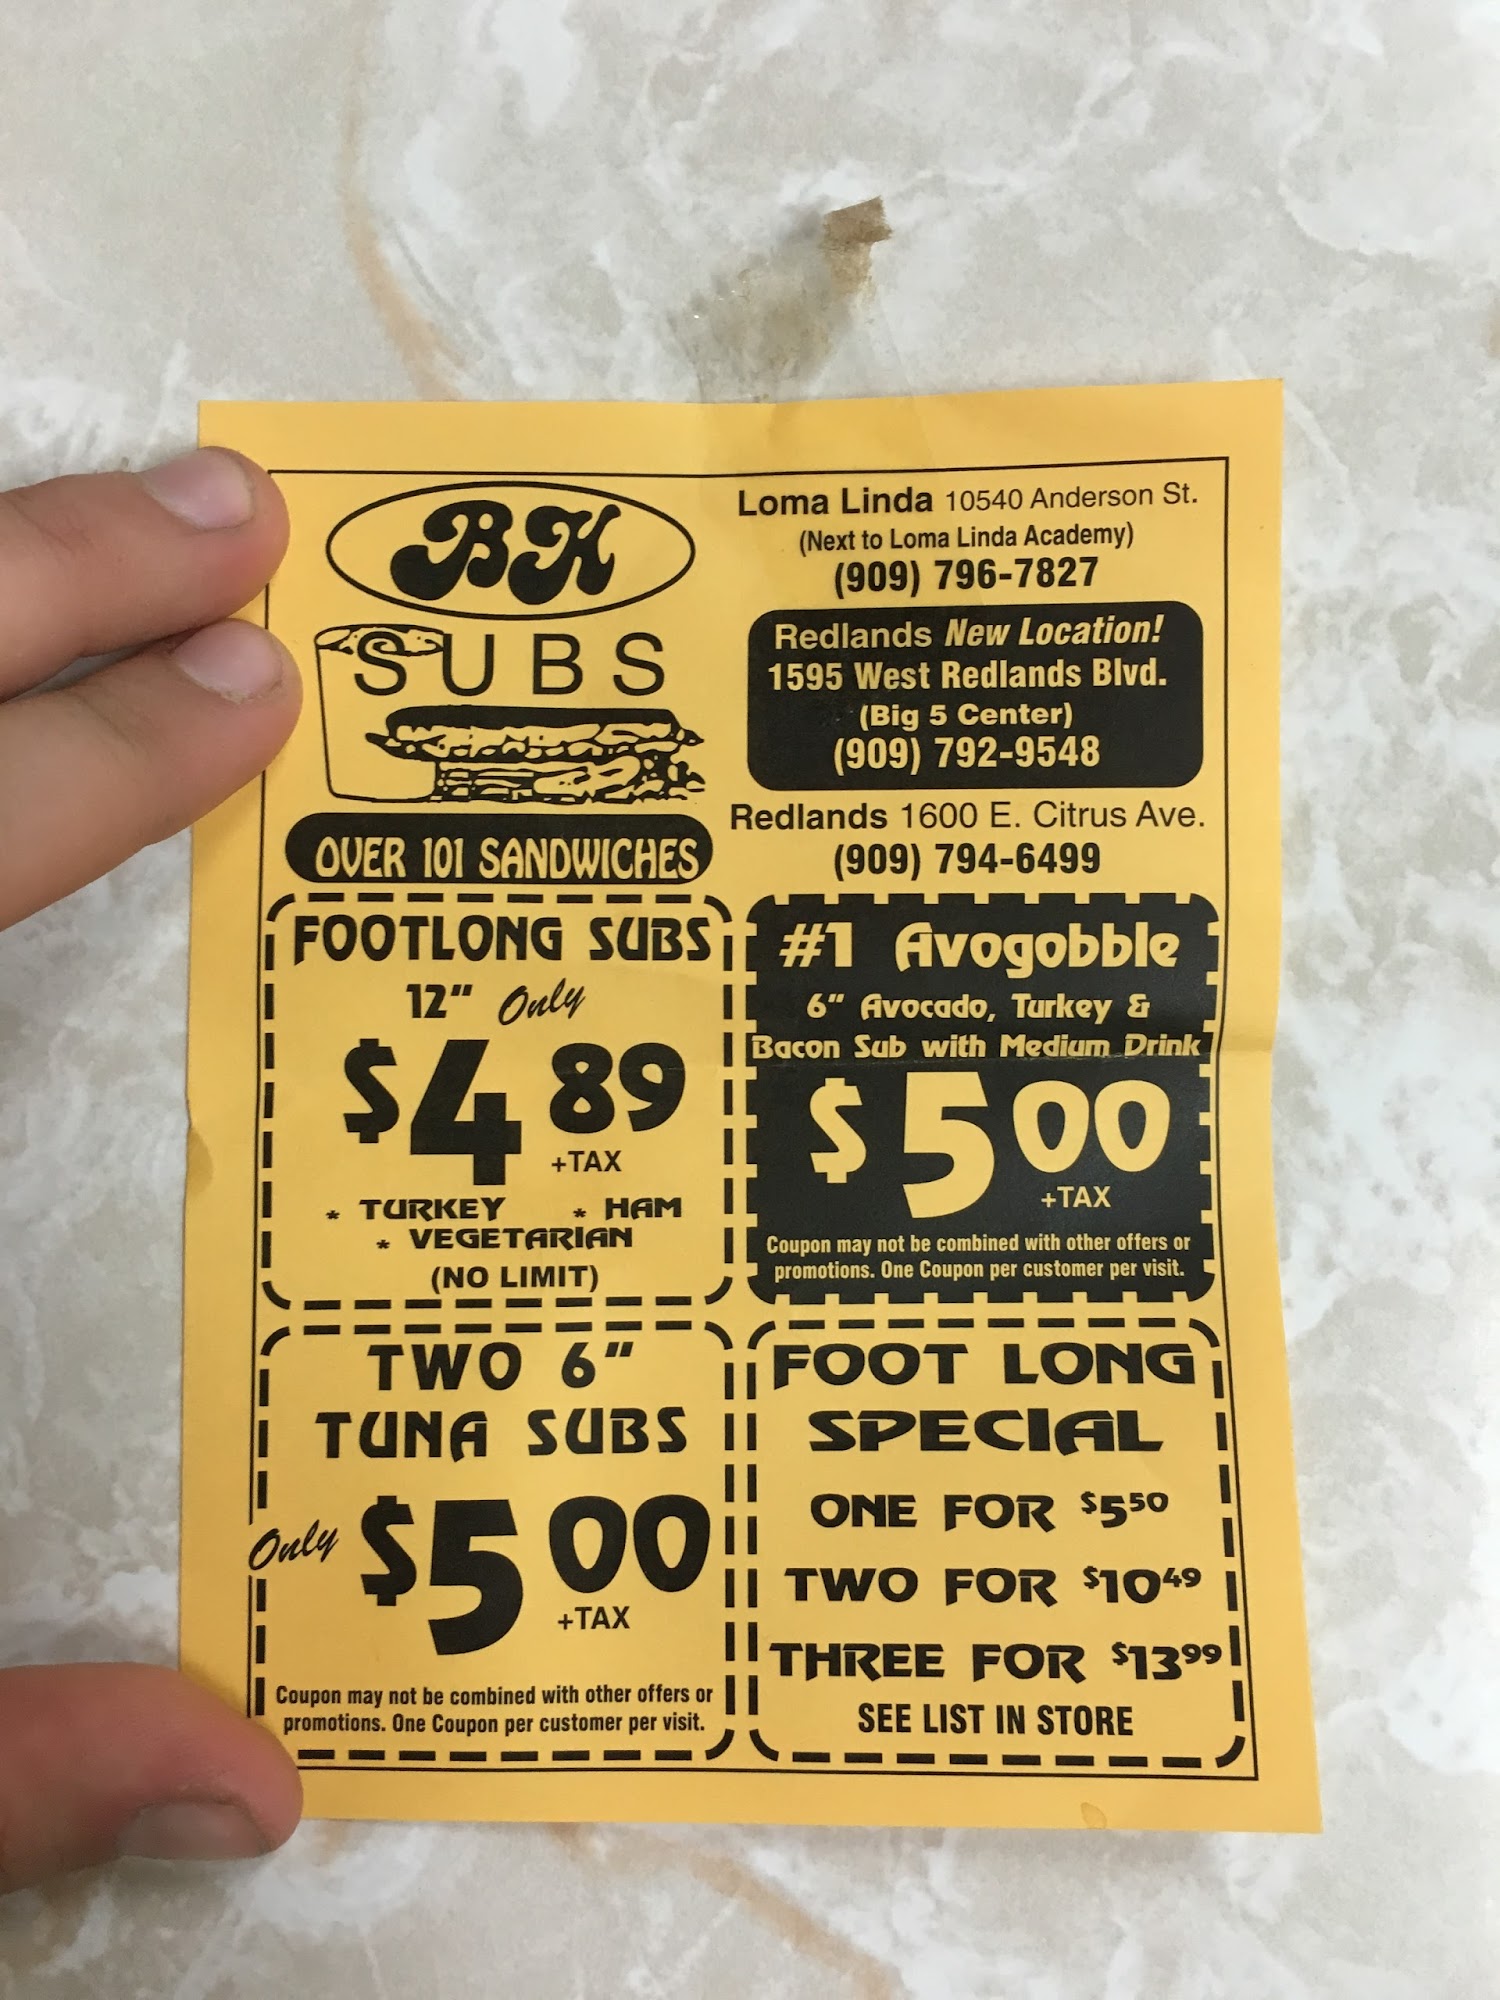 BH
SUBS
OVER 101 SANDWICHES
Loma Linda 10540 Anderson St.
(Next to Loma Linda Academy)
(909) 796-7827
Redlands New Location!
1595 West Redlands Blvd.
(Big 5 Center)
(909) 792-9548
Redlands 1600 E. Citrus Ave.
(909) 794-6499
FOOTLONG SUBS
12" Only
$4 89
+TAX
* TURKEY * HAM
* VEGETARIAN
(NO LIMIT)
#1 Avogobble
6" Avocado, Turkey &
Bacon Sub with Medium Drink
$5 00
+TAX
Coupon may not be combined with other offers or
promotions. One Coupon per customer per visit.
TWO 6"
TUNA SUBS
Only $5 00
+TAX
Coupon may not be combined with other offers or
promotions. One Coupon per customer per visit.
FOOT LONG
SPECIAL
ONE FOR $5 50
TWO FOR $10 49
THREE FOR $13 99
SEE LIST IN STORE